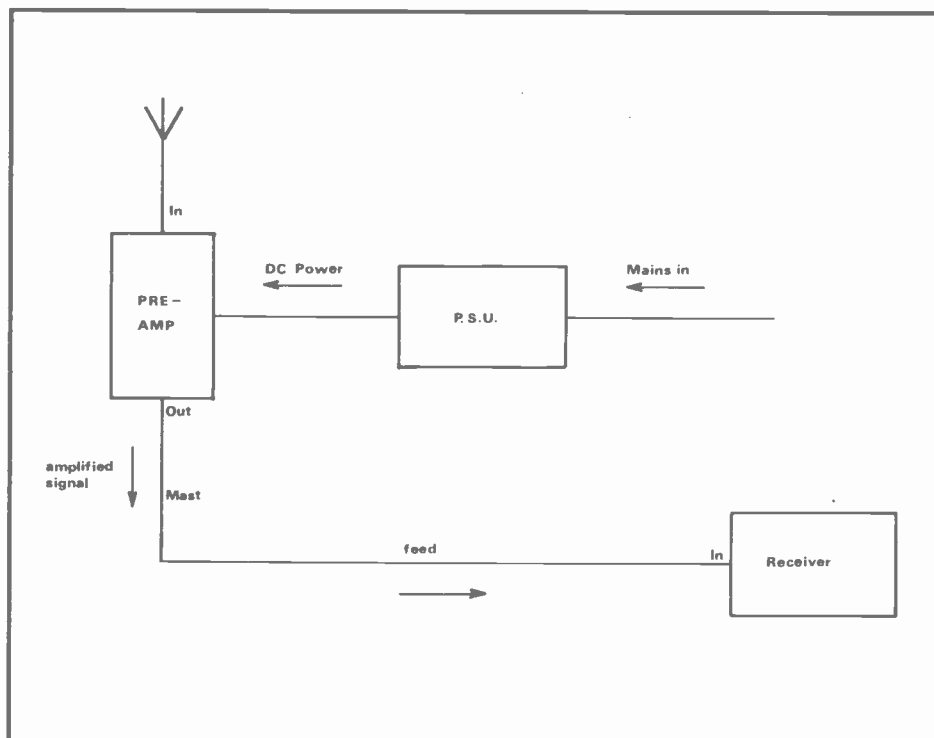 In
DC Power
Mains in
PRE-
AMP
P.S.U.
Out
amplified
signal
Mast
feed
In
Receiver